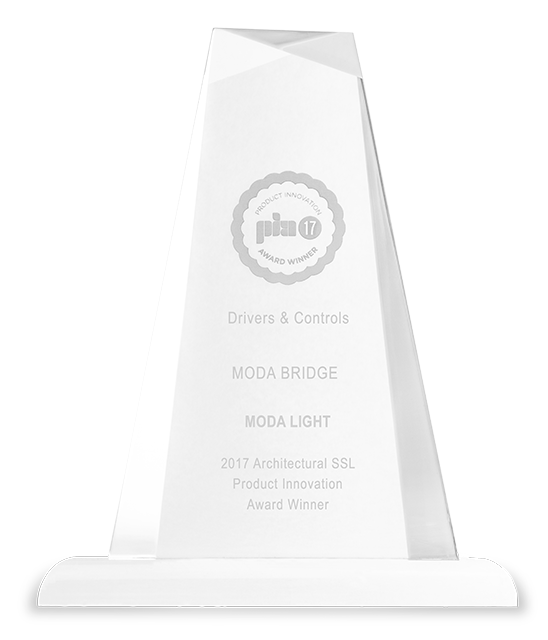 PRODUCT INNOVATION
pia 17
AWARD WINNER
Drivers & Controls
MODA BRIDGE
MODA LIGHT
2017 Architectural SSL
Product Innovation
Award Winner